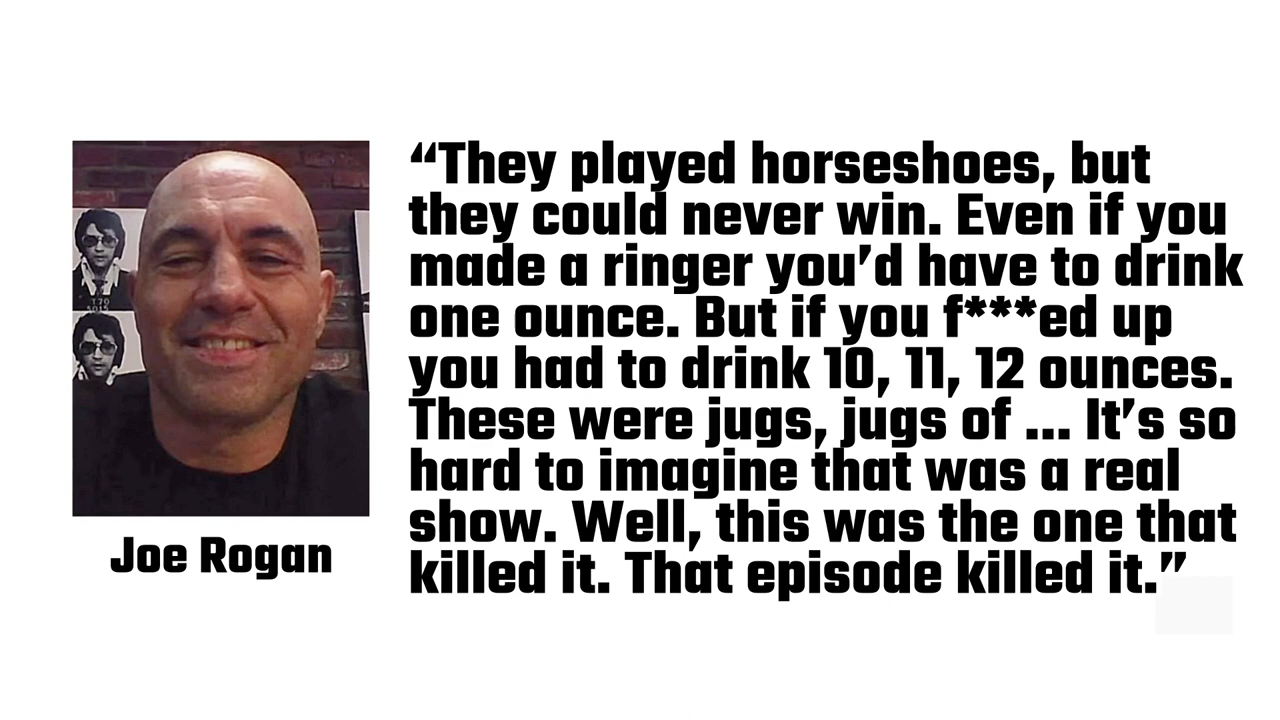 “They played horseshoes, but
they could never win. Even if you
made a ringer you’d have to drink
one ounce. But if you f***ed up
you had to drink 10, 11, 12 ounces.
These were jugs, jugs of ... It’s so
hard to imagine that was a real
show. Well, this was the one that
killed it. That episode killed it.”
Joe Rogan